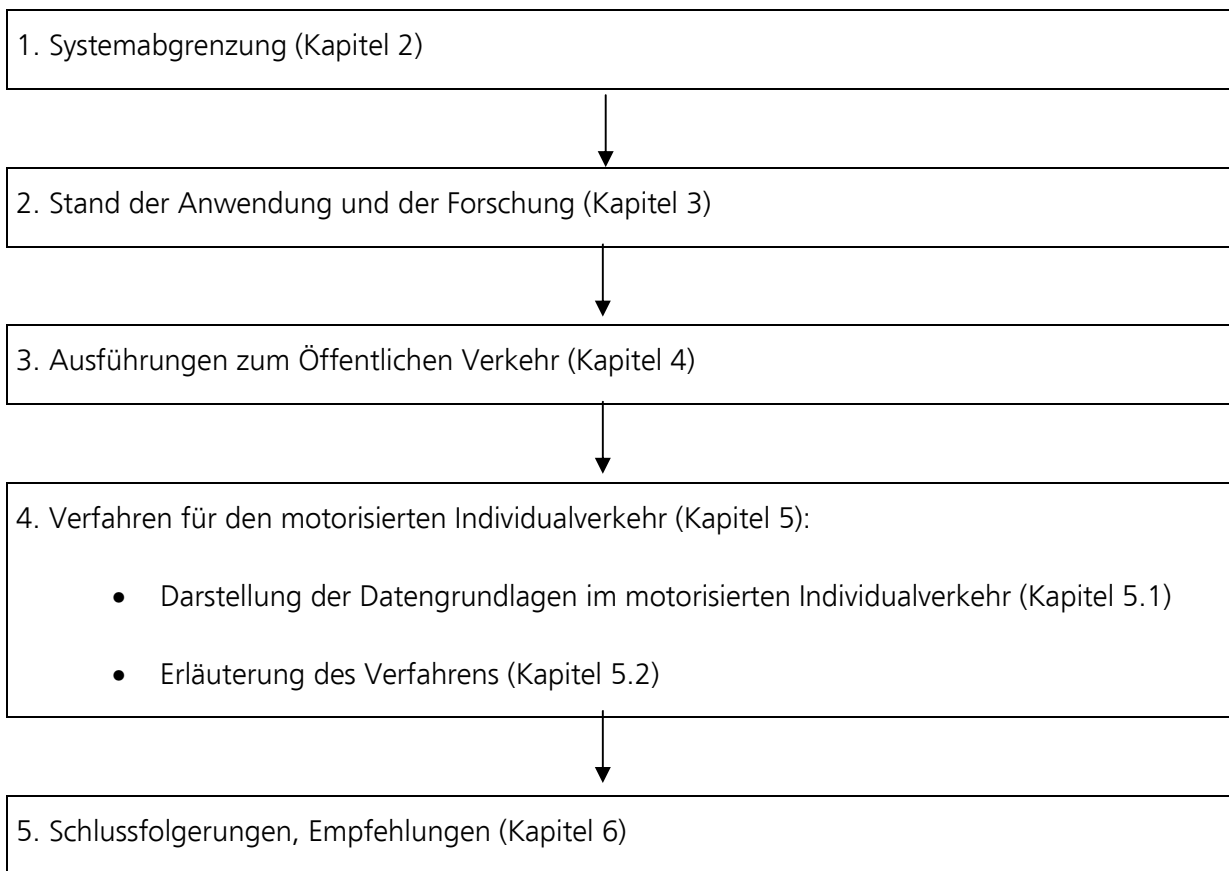 1. Systemabgrenzung (Kapitel 2)
2. Stand der Anwendung und der Forschung (Kapitel 3)
3. Ausführungen zum Öffentlichen Verkehr (Kapitel 4)
4. Verfahren für den motorisierten Individualverkehr (Kapitel 5):
• Darstellung der Datengrundlagen im motorisierten Individualverkehr (Kapitel 5.1)
• Erläuterung des Verfahrens (Kapitel 5.2)
5. Schlussfolgerungen, Empfehlungen (Kapitel 6)